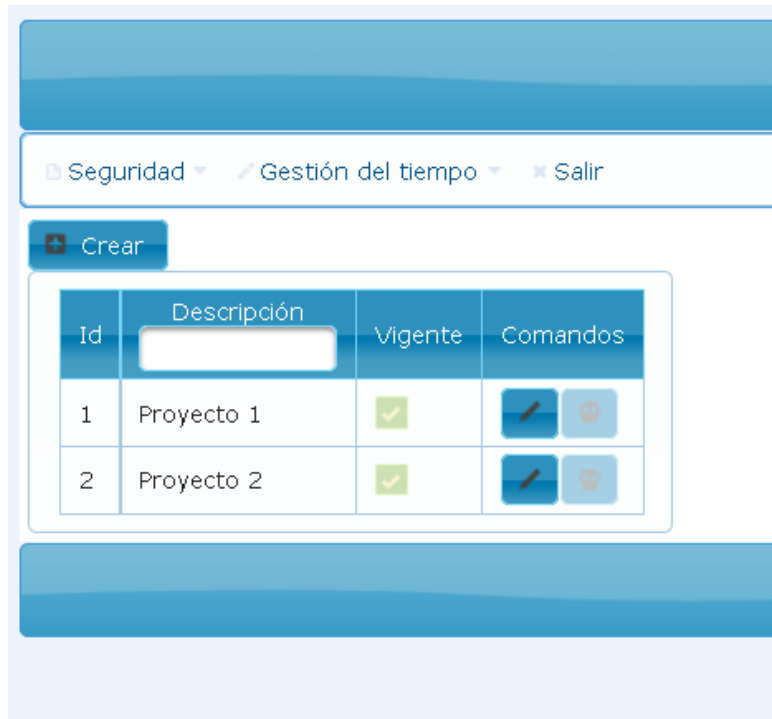 Seguridad Gestión del tiempo Salir
Crear
Id Descripción Vigente Comandos
1 Proyecto 1
2 Proyecto 2